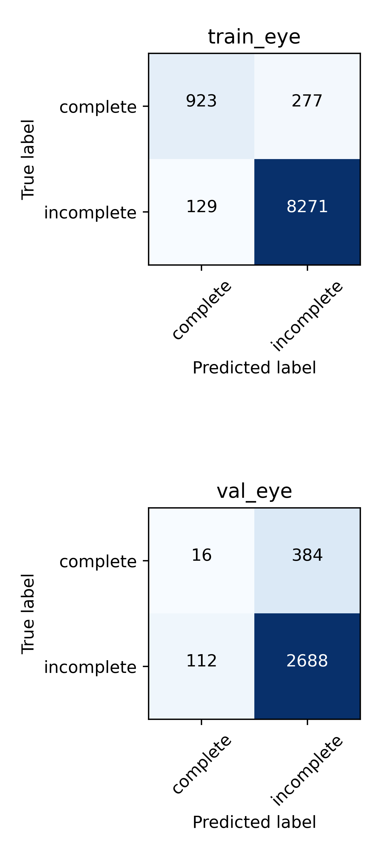 train_eye
complete 923 277
incomplete 129 8271
complete incomplete
Predicted label
True label
val_eye
complete 16 384
incomplete 112 2688
complete incomplete
Predicted label
True label